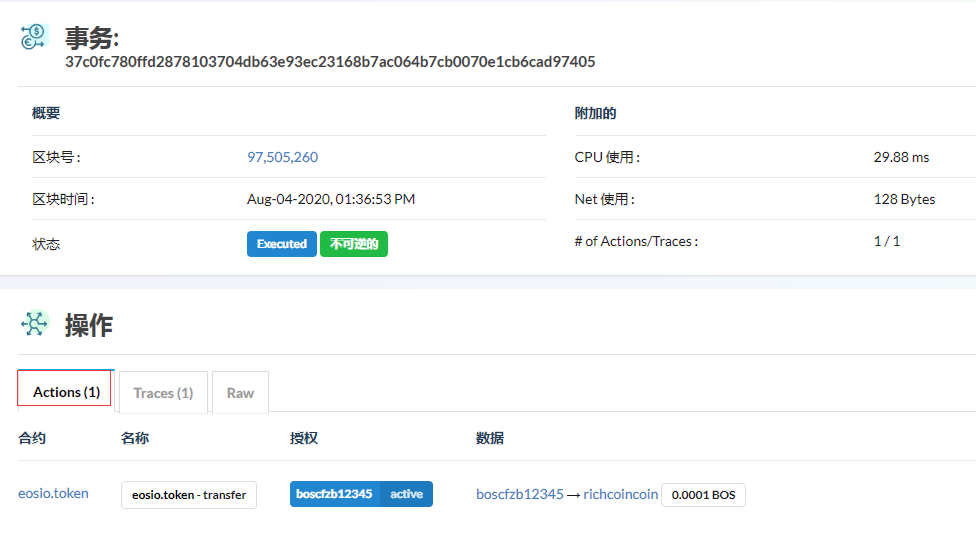 事务:
37c0fc780ffd2878103704db63e93ec23168b7ac064b7cb0070e1cb6cad97405
概要
区块号: 97,505,260
区块时间: Aug-04-2020, 01:36:53 PM
状态 Executed 不可逆的
附加的
CPU 使用: 29.88 ms
Net 使用: 128 Bytes
# of Actions/Traces: 1 / 1
操作
Actions (1) Traces (1) Raw
合约 名称 授权 数据
eosio.token eosio.token - transfer boscfzb12345 active boscfzb12345 → richcoincoin 0.0001 BOS